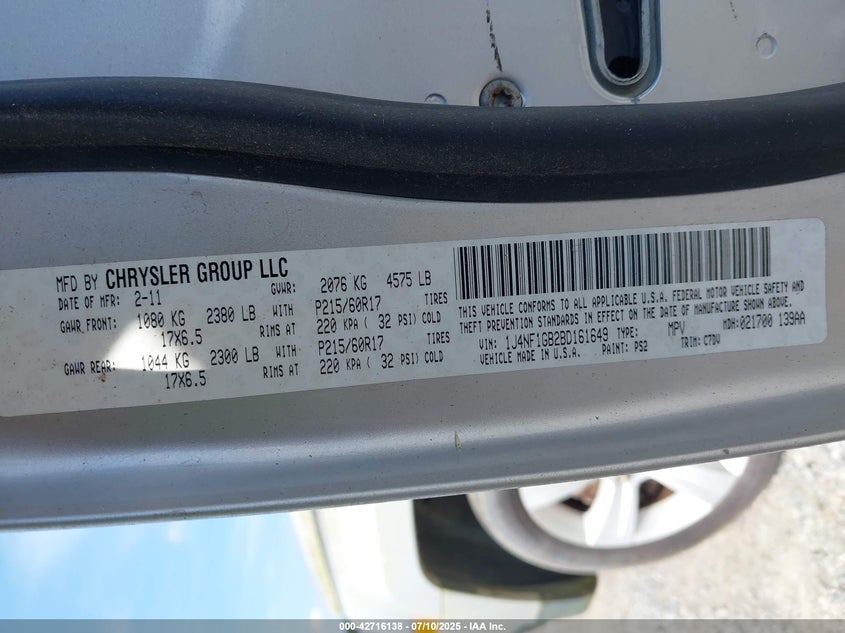 MFD BY CHRYSLER GROUP LLC
DATE OF MFR: 2-11 GVWR: 2076 KG 4575 LB
GAWR FRONT: 1080 KG 2380 LB WITH P215/60R17 TIRES
17X6.5 RIMS AT 220 KPA ( 32 PSI) COLD
GAWR REAR: 1044 KG 2300 LB WITH P215/60R17 TIRES
17X6.5 RIMS AT 220 KPA ( 32 PSI) COLD
THIS VEHICLE CONFORMS TO ALL APPLICABLE U.S.A. FEDERAL MOTOR VEHICLE SAFETY AND
THEFT PREVENTION STANDARDS IN EFFECT ON THE DATE OF MANUFACTURE SHOWN ABOVE.
VIN: 1J4NF1GB2BD161649 TYPE: MPV MDH:021700 139AA
VEHICLE MADE IN U.S.A. PAINT: PS2 TRIM: C7DV
000-42716138 - 07/10/2025 - IAA Inc.